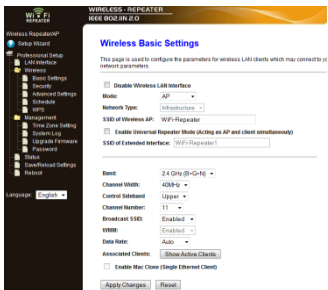 Wi Fi
REPEATER
WIRELESS - REPEATER
IEEE 802.11N 2.0
Wireless Repeater/AP
Setup Wizard
Professional Setup
LAN Interface
Wireless
Basic Settings
Security
Advanced Settings
Schedule
WPS
Management
Time Zone Setting
System Log
Upgrade Firmware
Password
Status
Save/Reload Settings
Reboot
Language: English
Wireless Basic Settings
This page is used to configure the parameters for wireless LAN clients which may connect to yo
network parameters.
Disable Wireless LAN Interface
Mode: AP
Network Type: Infrastructure
SSID of Wireless AP: WiFi-Repeater
Enable Universal Repeater Mode (Acting as AP and client simultaneously)
SSID of Extended Interface: WiFi-Repeater1
Band: 2.4 GHz (B+G+N)
Channel Width: 40MHz
Control Sideband Upper
Channel Number: 11
Broadcast SSID: Enabled
WMM: Enabled
Data Rate: Auto
Associated Clients: Show Active Clients
Enable Mac Clone (Single Ethernet Client)
Apply Changes Reset